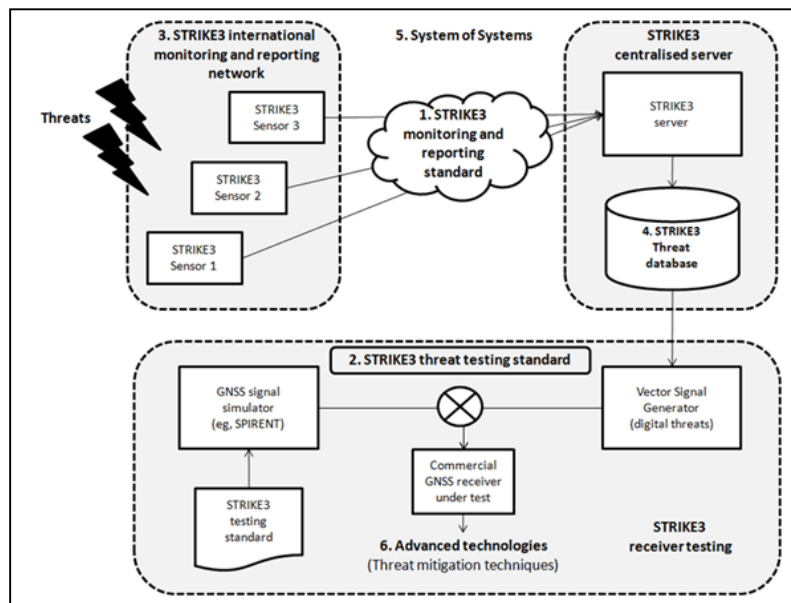 3. STRIKE3 international
monitoring and reporting
network
5. System of Systems
STRIKE3
centralised server
Threats
STRIKE3
Sensor 3
STRIKE3
Sensor 2
STRIKE3
Sensor 1
1. STRIKE3
monitoring and
reporting
standard
STRIKE3
server
4. STRIKE3
Threat
database
2. STRIKE3 threat testing standard
GNSS signal
simulator
(eg, SPIRENT)
Vector Signal
Generator
(digital threats)
Commercial
GNSS receiver
under test
STRIKE3
testing
standard
6. Advanced technologies
(Threat mitigation techniques)
STRIKE3
receiver testing